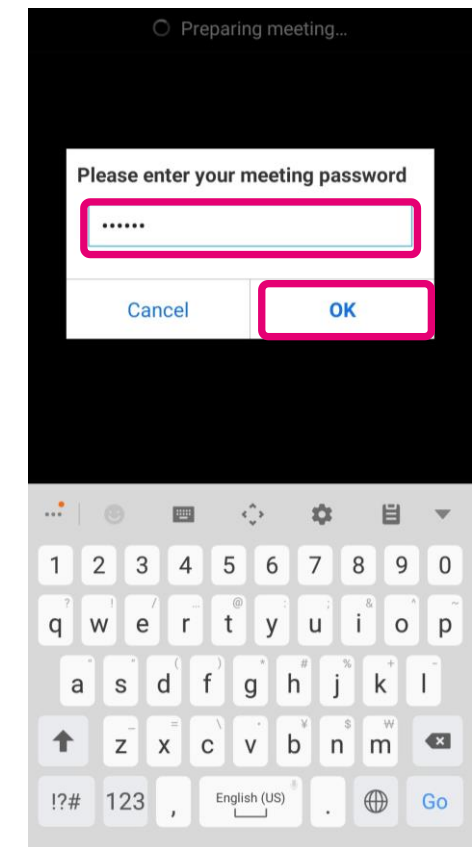 Preparing meeting...
Please enter your meeting password
••••••
Cancel OK
1 2 3 4 5 6 7 8 9 0
q w e r t y u i o p
a s d f g h j k l
z x c v b n m
!?# 123 , English (US) . Go